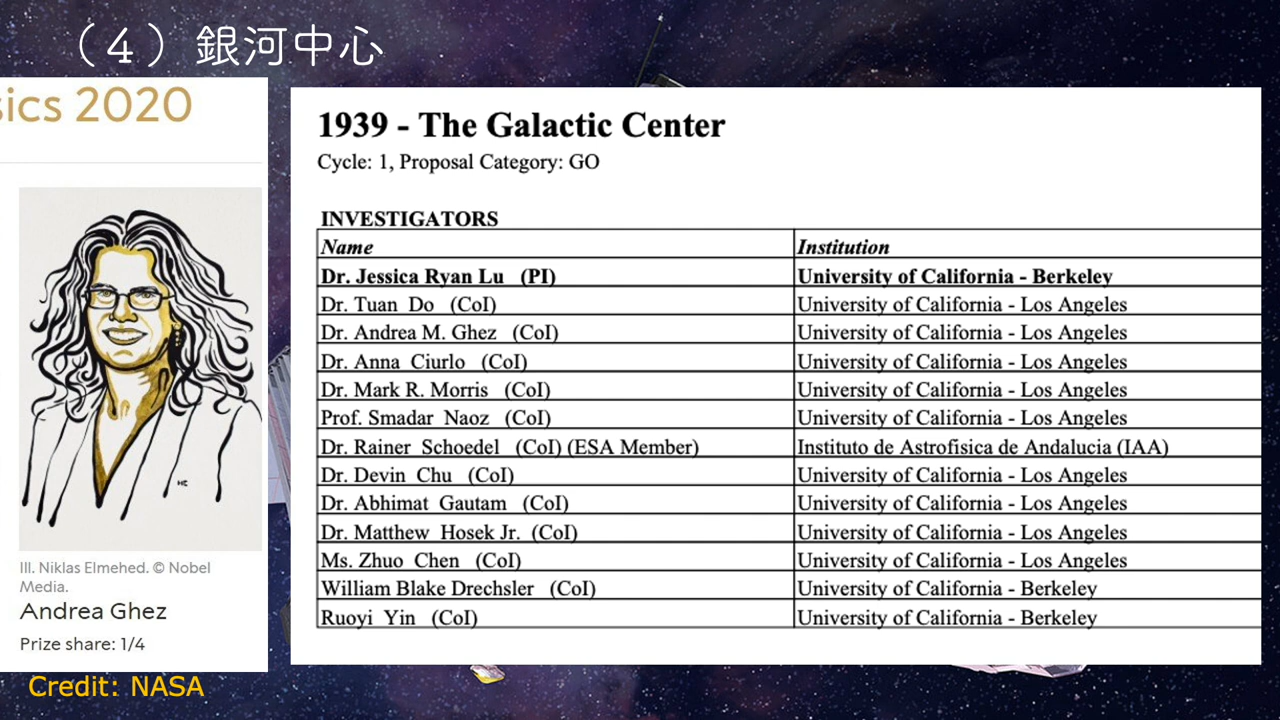 （４）銀河中心
sics 2020
Ill. Niklas Elmehed. © Nobel
Media.
Andrea Ghez
Prize share: 1/4
Credit: NASA
1939 - The Galactic Center
Cycle: 1, Proposal Category: GO
INVESTIGATORS
Name Institution
Dr. Jessica Ryan Lu (PI) University of California - Berkeley
Dr. Tuan Do (CoI) University of California - Los Angeles
Dr. Andrea M. Ghez (CoI) University of California - Los Angeles
Dr. Anna Ciurlo (CoI) University of California - Los Angeles
Dr. Mark R. Morris (CoI) University of California - Los Angeles
Prof. Smadar Naoz (CoI) University of California - Los Angeles
Dr. Rainer Schoedel (CoI) (ESA Member) Instituto de Astrofisica de Andalucia (IAA)
Dr. Devin Chu (CoI) University of California - Los Angeles
Dr. Abhimat Gautam (CoI) University of California - Los Angeles
Dr. Matthew Hosek Jr. (CoI) University of California - Los Angeles
Ms. Zhuo Chen (CoI) University of California - Los Angeles
William Blake Drechsler (CoI) University of California - Berkeley
Ruoyi Yin (CoI) University of California - Berkeley